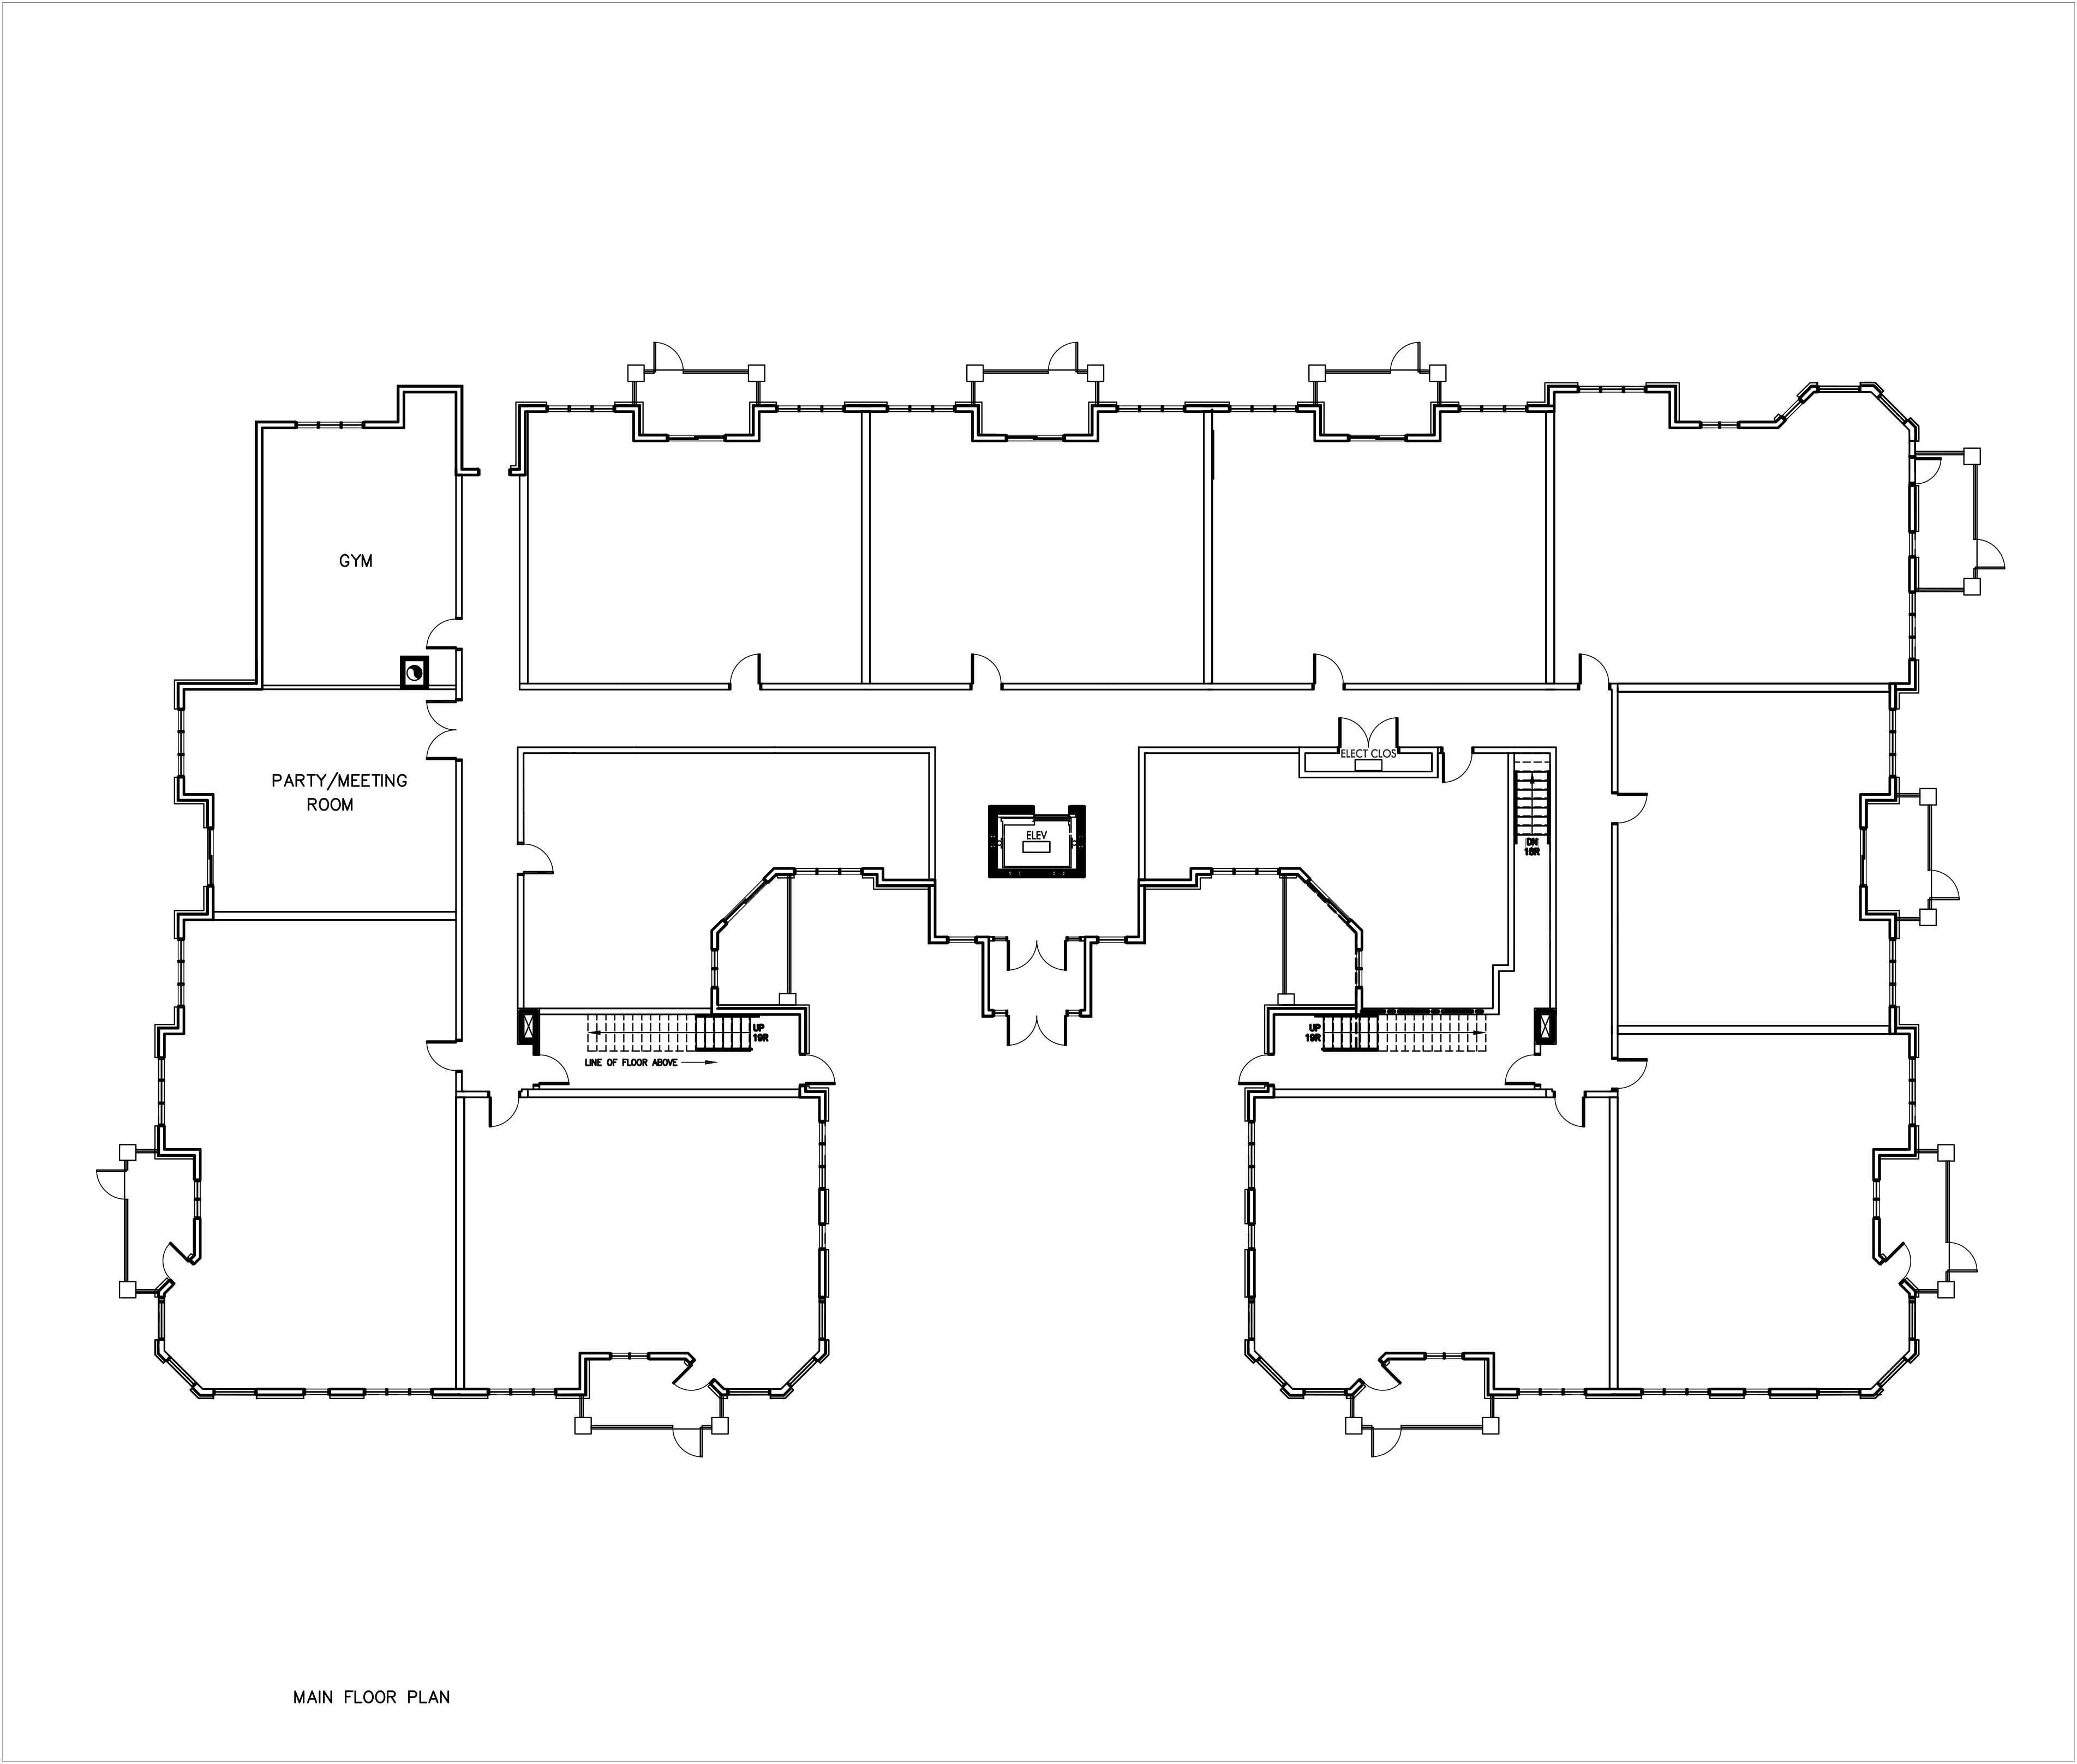 GYM
ELECT CLOS
PARTY/MEETING
ROOM
ELEV
DN
18R
UP
19R
UP
19R
LINE OF FLOOR ABOVE
MAIN FLOOR PLAN